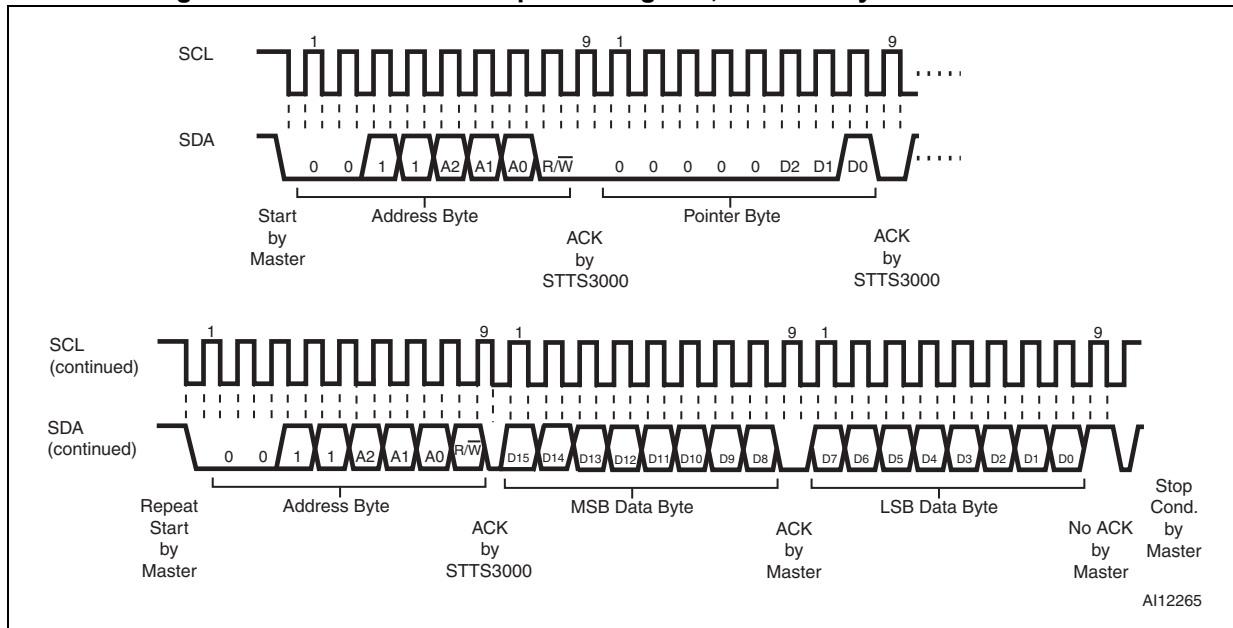 SCL
1 9 1 9
SDA
0 0 1 1 A2 A1 A0 R/W̅ 0 0 0 0 0 D2 D1 D0
Start
by
Master
Address Byte
ACK
by
STTS3000
Pointer Byte
ACK
by
STTS3000
SCL
(continued)
1 9 1 9 1 9
SDA
(continued)
0 0 1 1 A2 A1 A0 R/W̅ D15 D14 D13 D12 D11 D10 D9 D8 D7 D6 D5 D4 D3 D2 D1 D0
Repeat
Start
by
Master
Address Byte
ACK
by
STTS3000
MSB Data Byte
ACK
by
Master
LSB Data Byte
No ACK
by
Master
Stop
Cond.
by
Master
AI12265